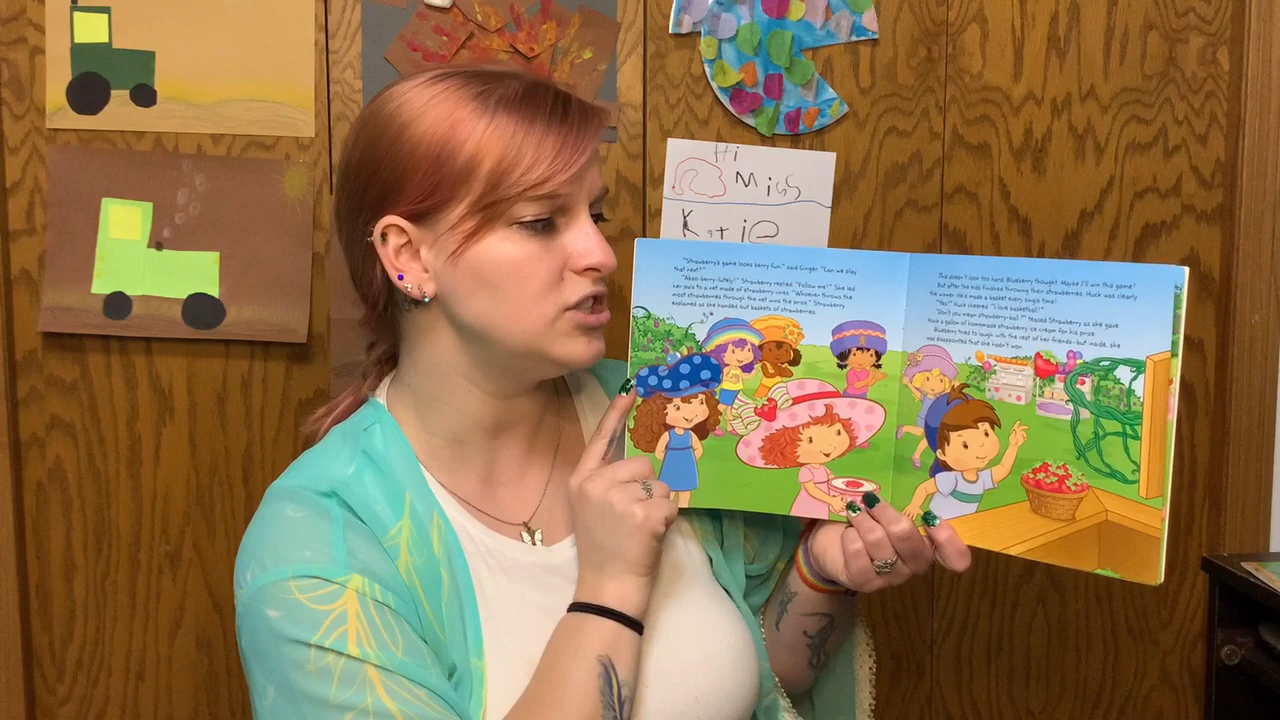 Hi
Miss
Katie
"Strawberry's game looks berry fun," said Ginger. "Can we play
that next?"
"Abso-berry-lutely!" Strawberry replied. "Follow me!" She led
her pals to a net made of strawberry vines. "Whoever throws the
most strawberries through the net wins the prize," Strawberry
explained as she handed out baskets of strawberries.
This doesn't look too hard, Blueberry thought. Maybe I'll win this game!
But after the kids finished throwing their strawberries, Huck was clearly
the winner. He'd made a basket every single time!
"Yes!" Huck cheered. "I love basketball!"
"Don't you mean strawberry-ball?" teased Strawberry as she gave
Huck a gallon of homemade strawberry ice cream for his prize.
Blueberry tried to laugh with the rest of her friends—but inside, she
was disappointed that she hadn't won.